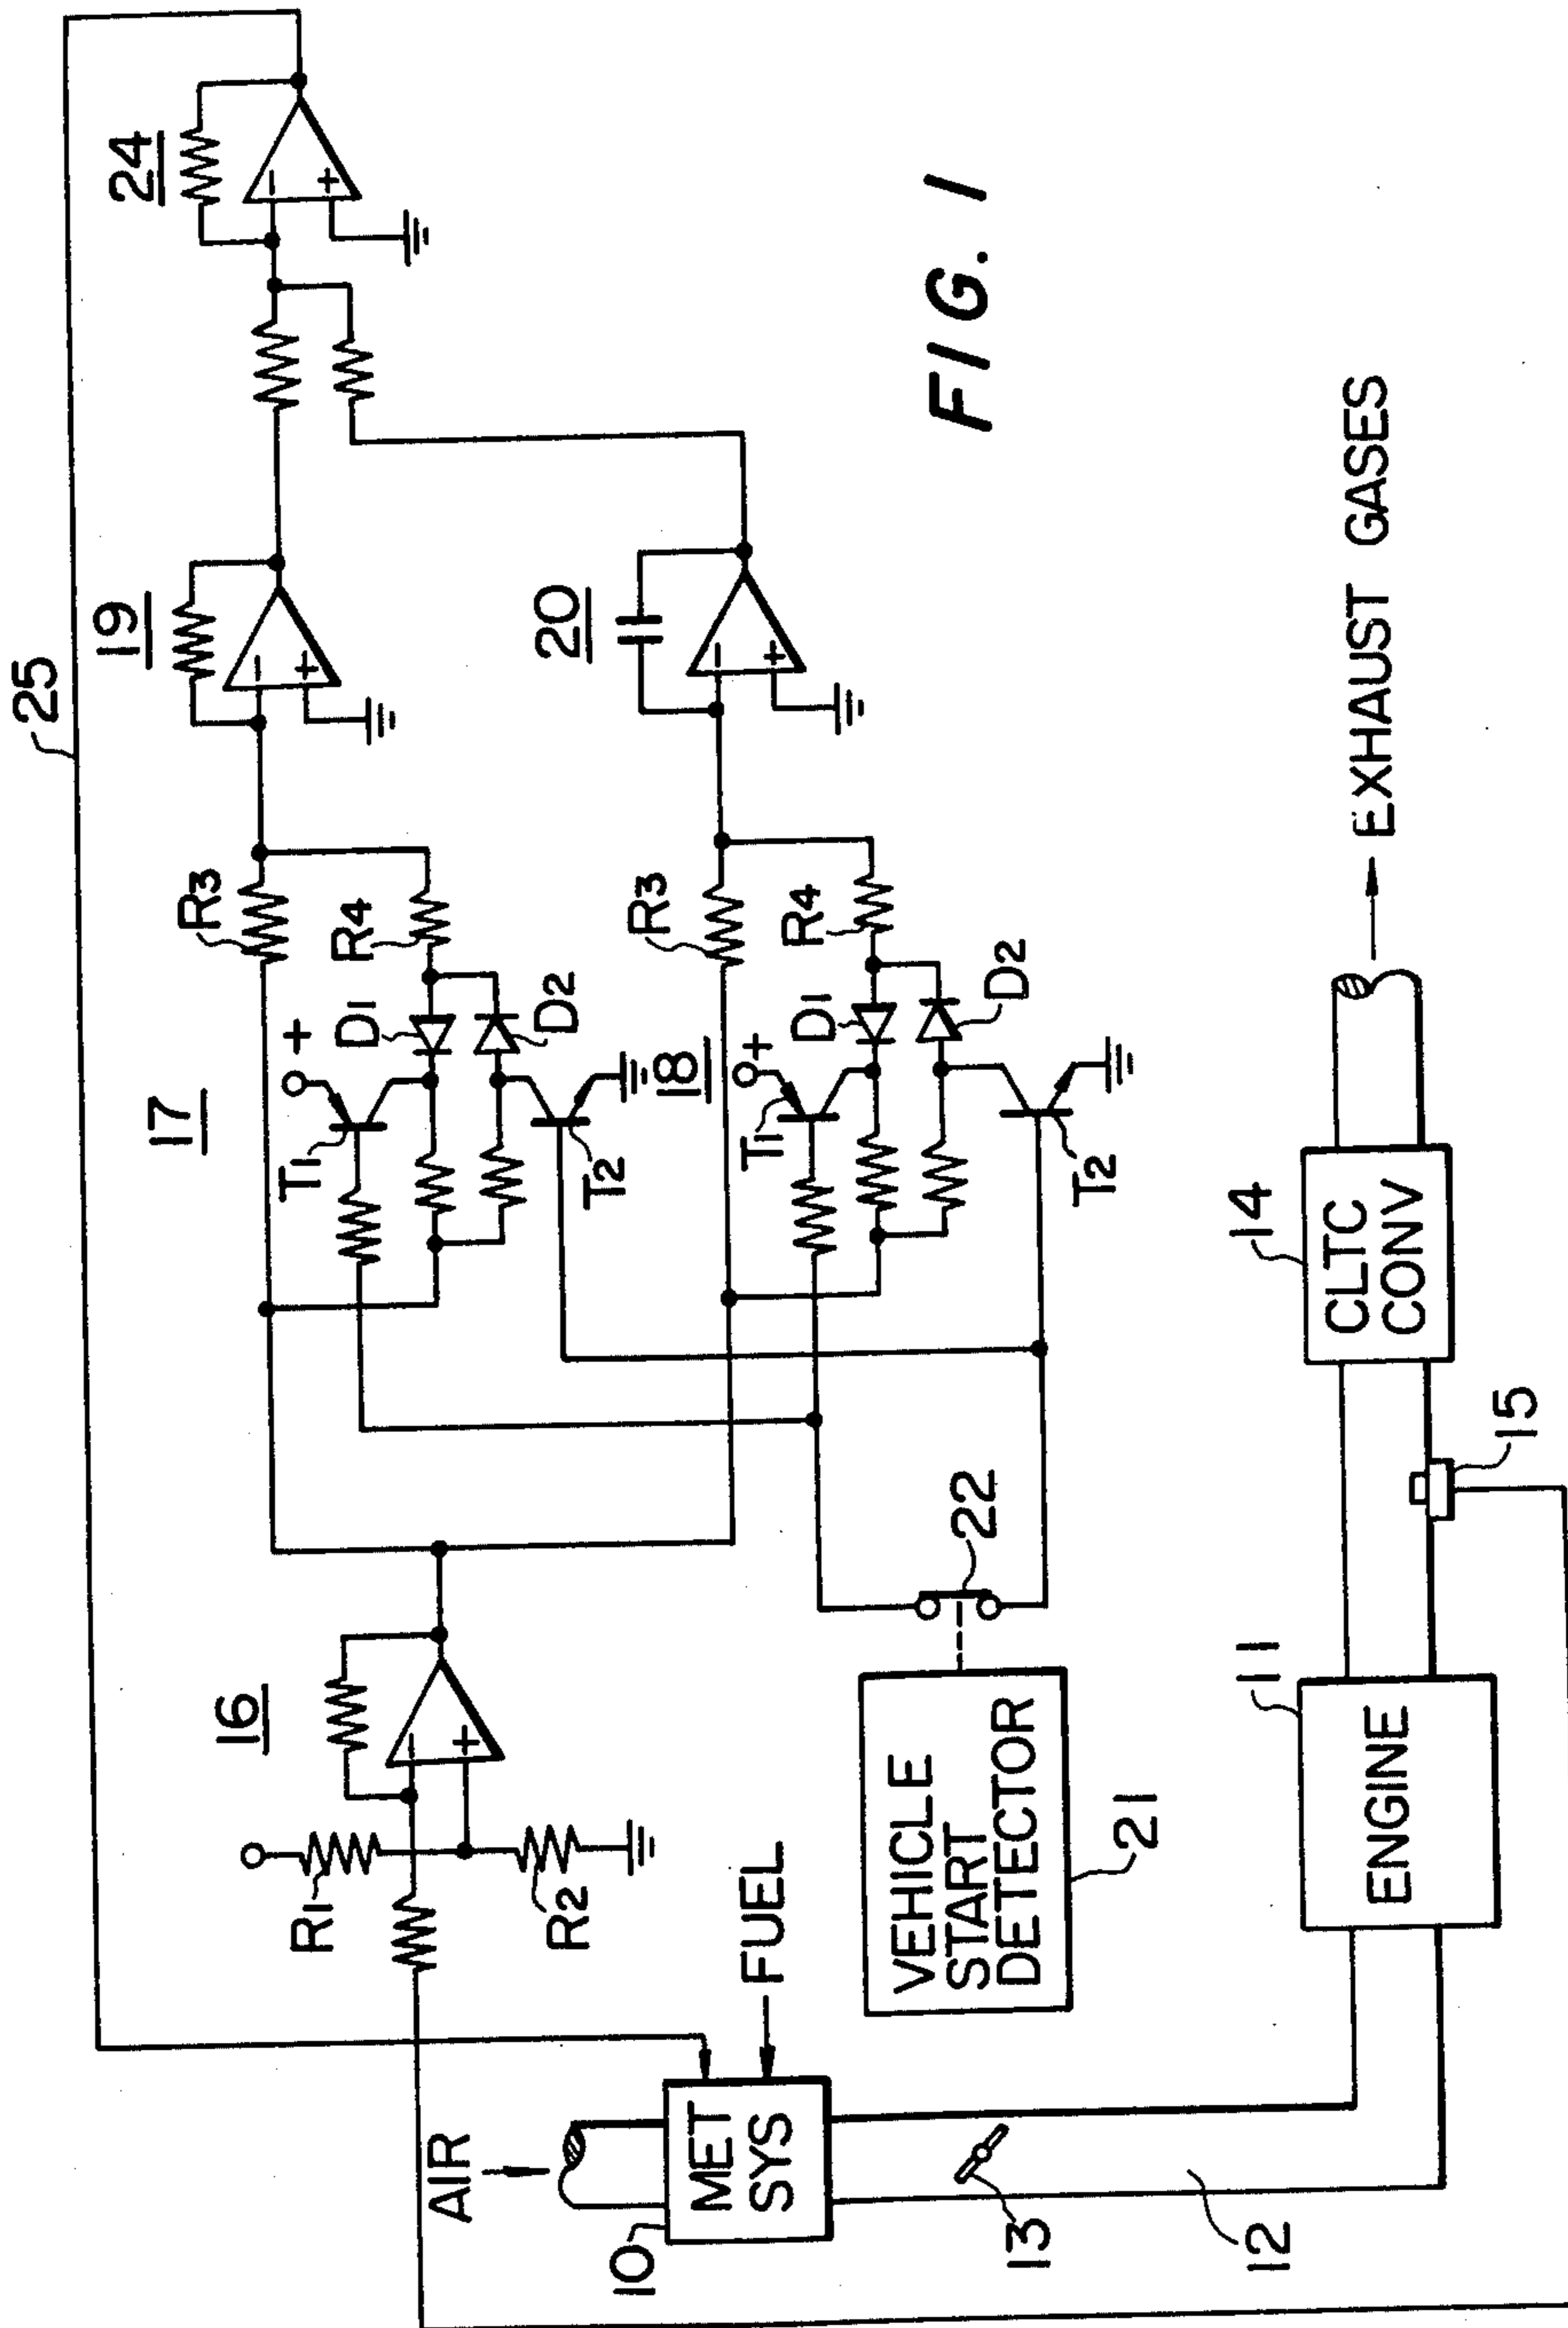 25
24
19
20
17
R3
R4
T1
+
D1
D2
T2
18
R3
R4
T1
+
D1
D2
T2
16
R1
R2
−
+
−
+
−
+
−
+
22
VEHICLE
START
DETECTOR
21
AIR
FUEL
MET
SYS
10
13
12
11
ENGINE
14
CLTC
CONV
15
EXHAUST GASES
FIG. 1